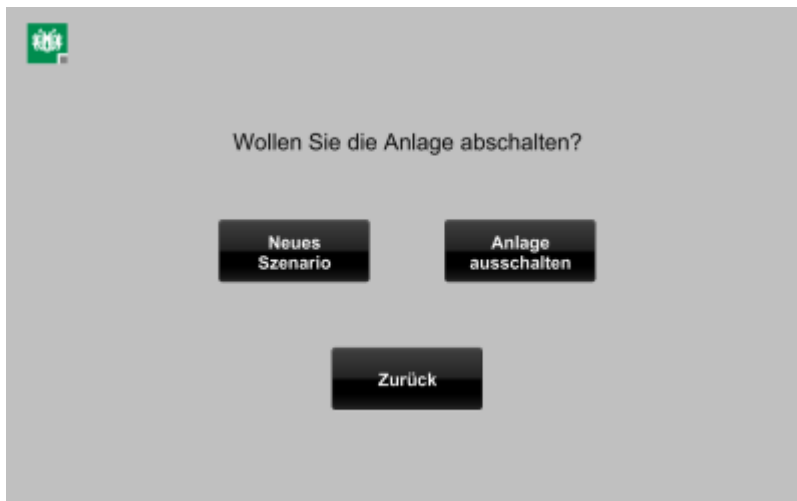 Wollen Sie die Anlage abschalten?
Neues
Szenario
Anlage
ausschalten
Zurück